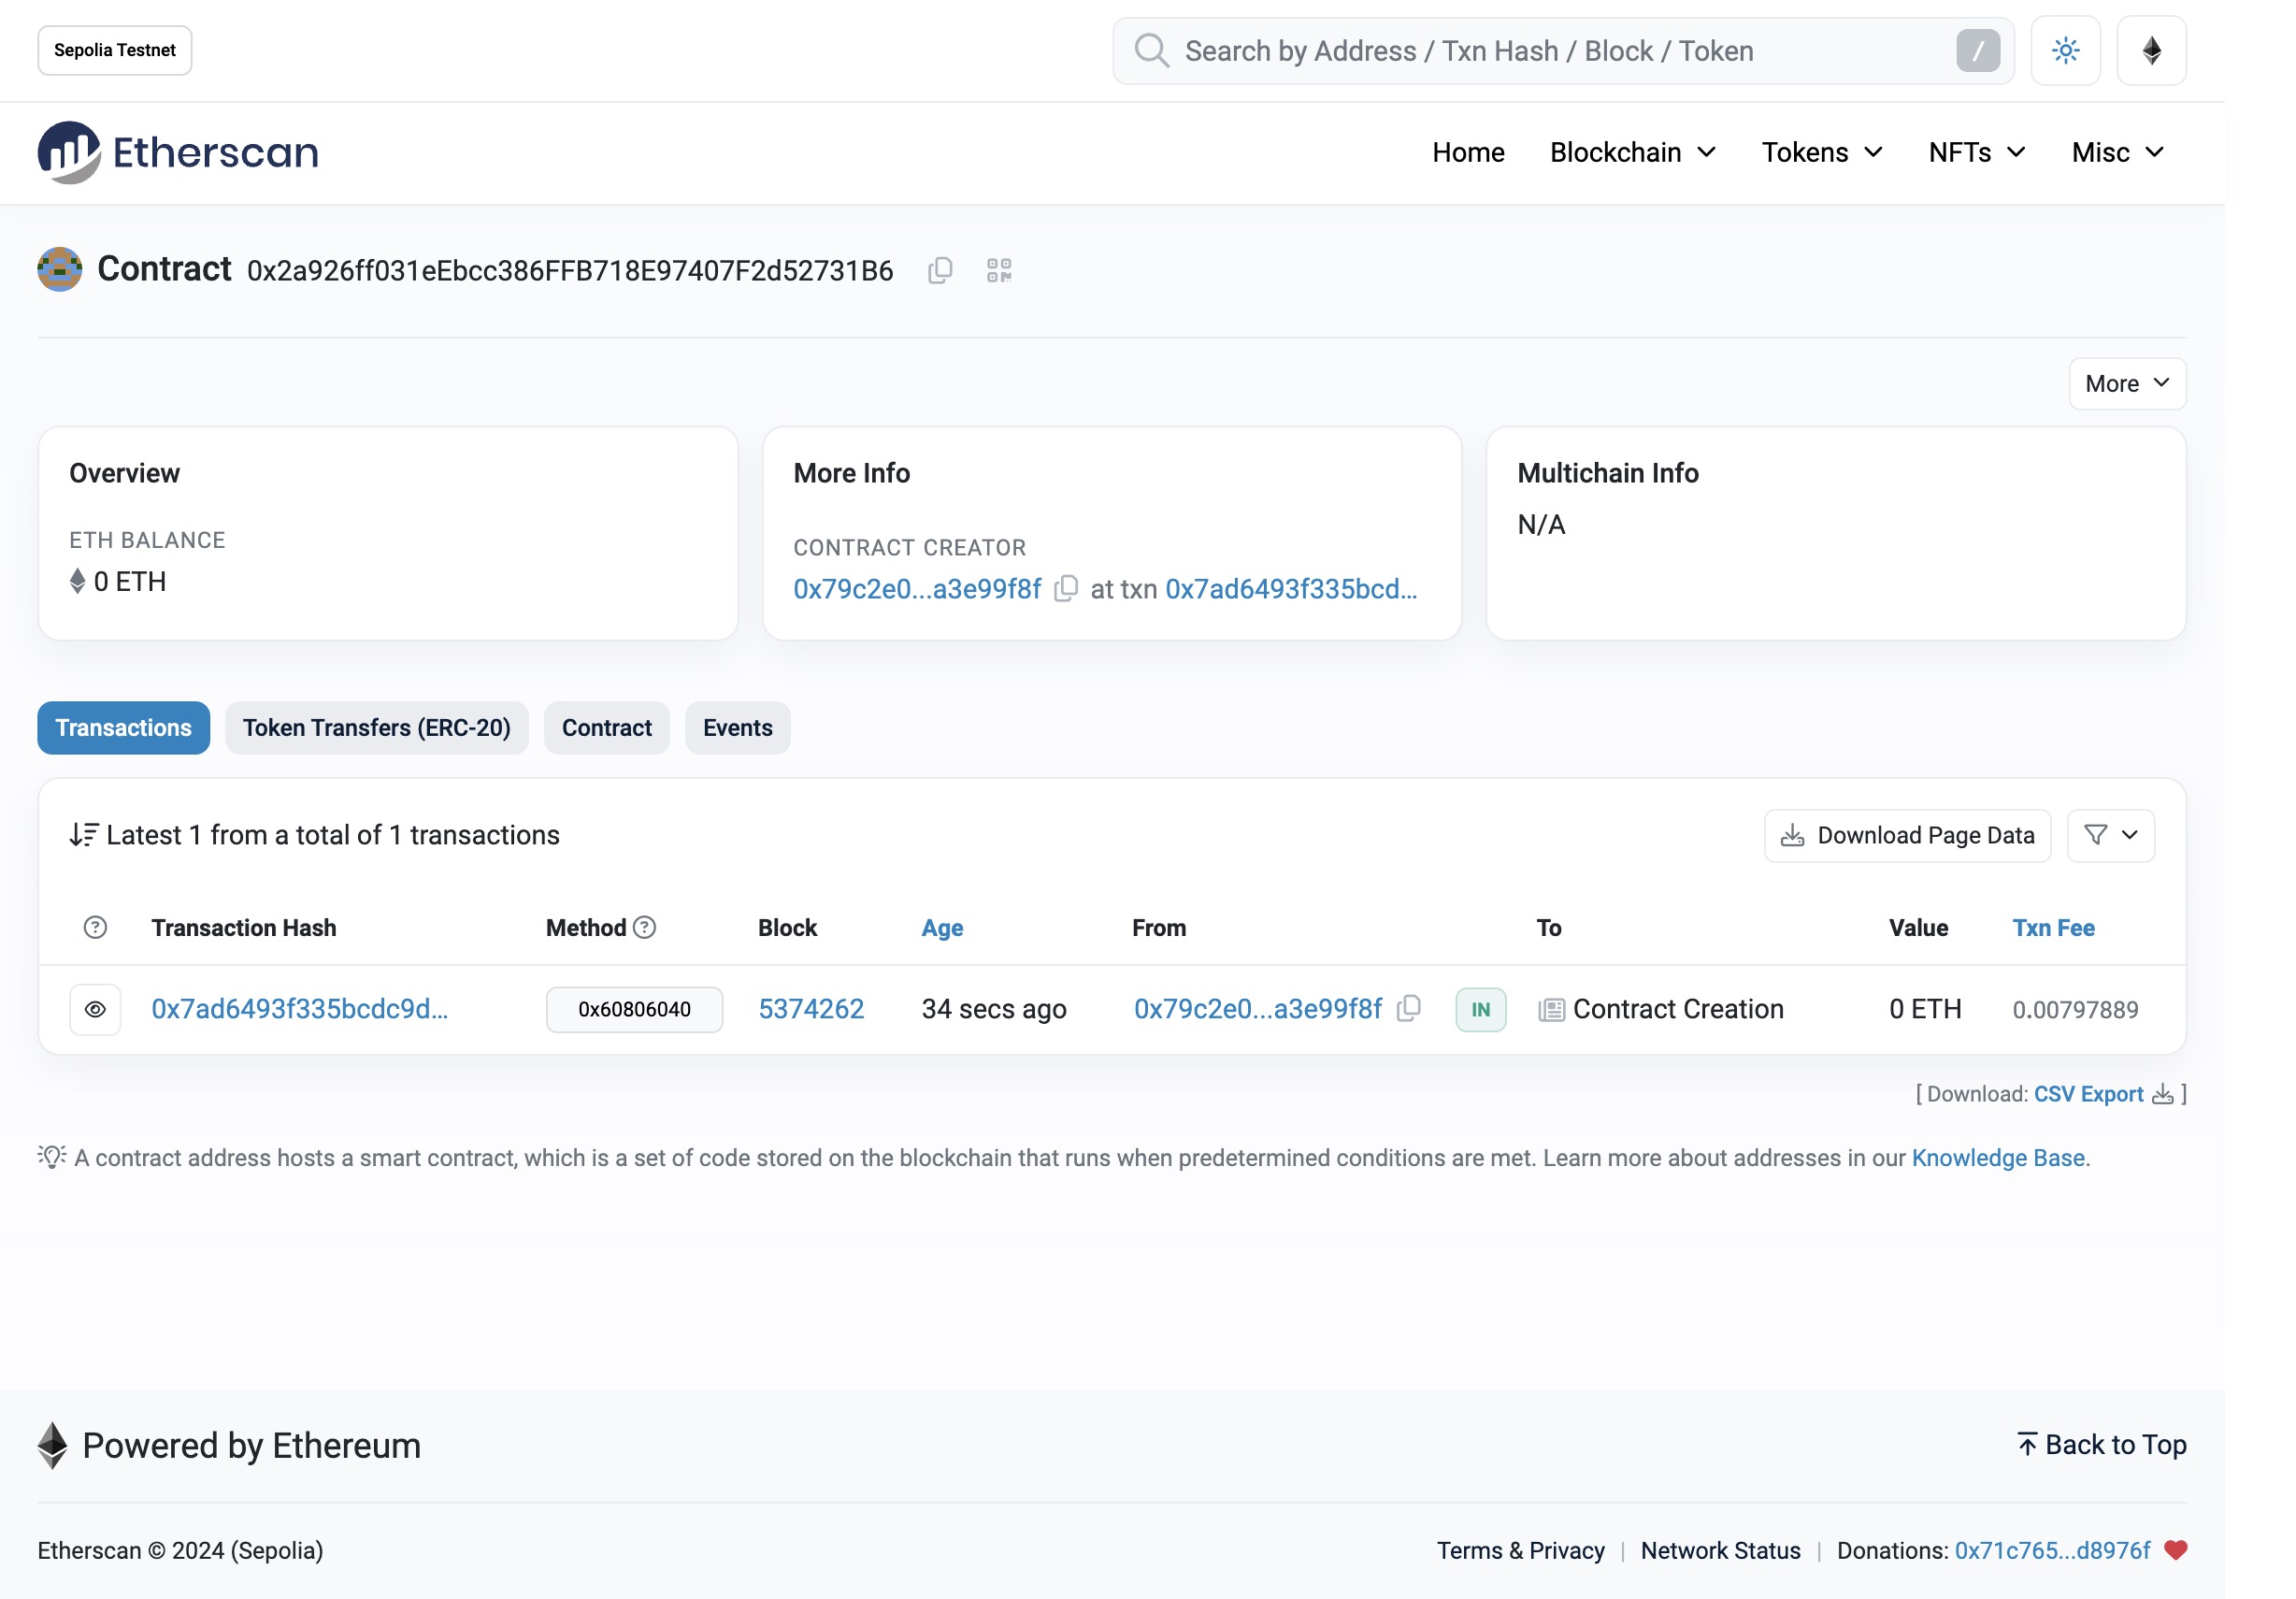 Sepolia Testnet
Search by Address / Txn Hash / Block / Token
/
Etherscan
Home Blockchain Tokens NFTs Misc
Contract 0x2a926ff031eEbcc386FFB718E97407F2d52731B6
More
Overview
ETH BALANCE
0 ETH
More Info
CONTRACT CREATOR
0x79c2e0...a3e99f8f at txn 0x7ad6493f335bcd...
Multichain Info
N/A
Transactions Token Transfers (ERC-20) Contract Events
Latest 1 from a total of 1 transactions
Download Page Data
? Transaction Hash Method ? Block Age From To Value Txn Fee
0x7ad6493f335bcdc9d... 0x60806040 5374262 34 secs ago 0x79c2e0...a3e99f8f IN Contract Creation 0 ETH 0.00797889
[ Download: CSV Export ]
A contract address hosts a smart contract, which is a set of code stored on the blockchain that runs when predetermined conditions are met. Learn more about addresses in our Knowledge Base.
Powered by Ethereum
Back to Top
Etherscan © 2024 (Sepolia)
Terms & Privacy | Network Status | Donations: 0x71c765...d8976f